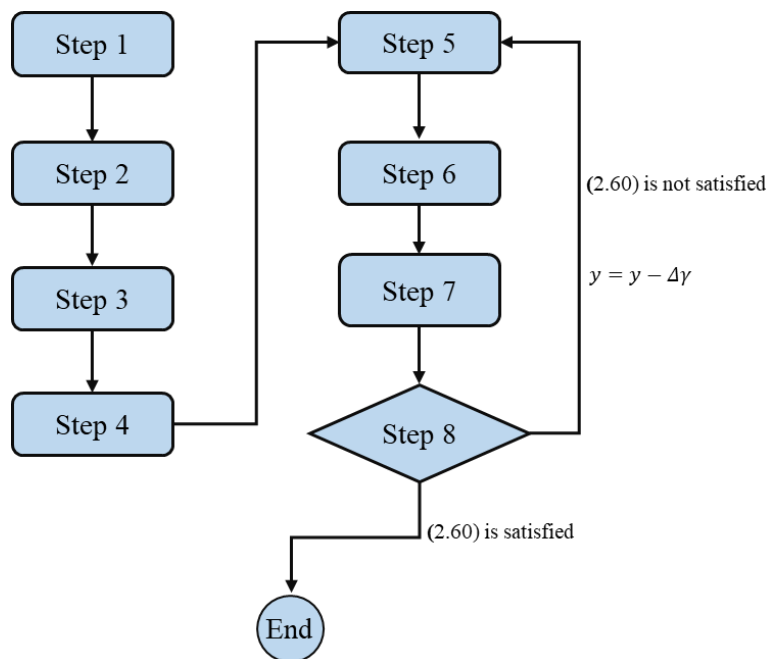 Step 1
Step 2
Step 3
Step 4
Step 5
Step 6
Step 7
Step 8
(2.60) is not satisfied
𝑦 = 𝑦 − 𝛥𝛾
(2.60) is satisfied
End